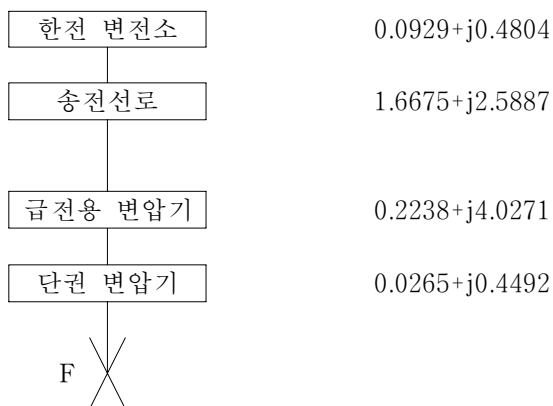 한전 변전소 0.0929+j0.4804
송전선로 1.6675+j2.5887
급전용 변압기 0.2238+j4.0271
단권 변압기 0.0265+j0.4492
F